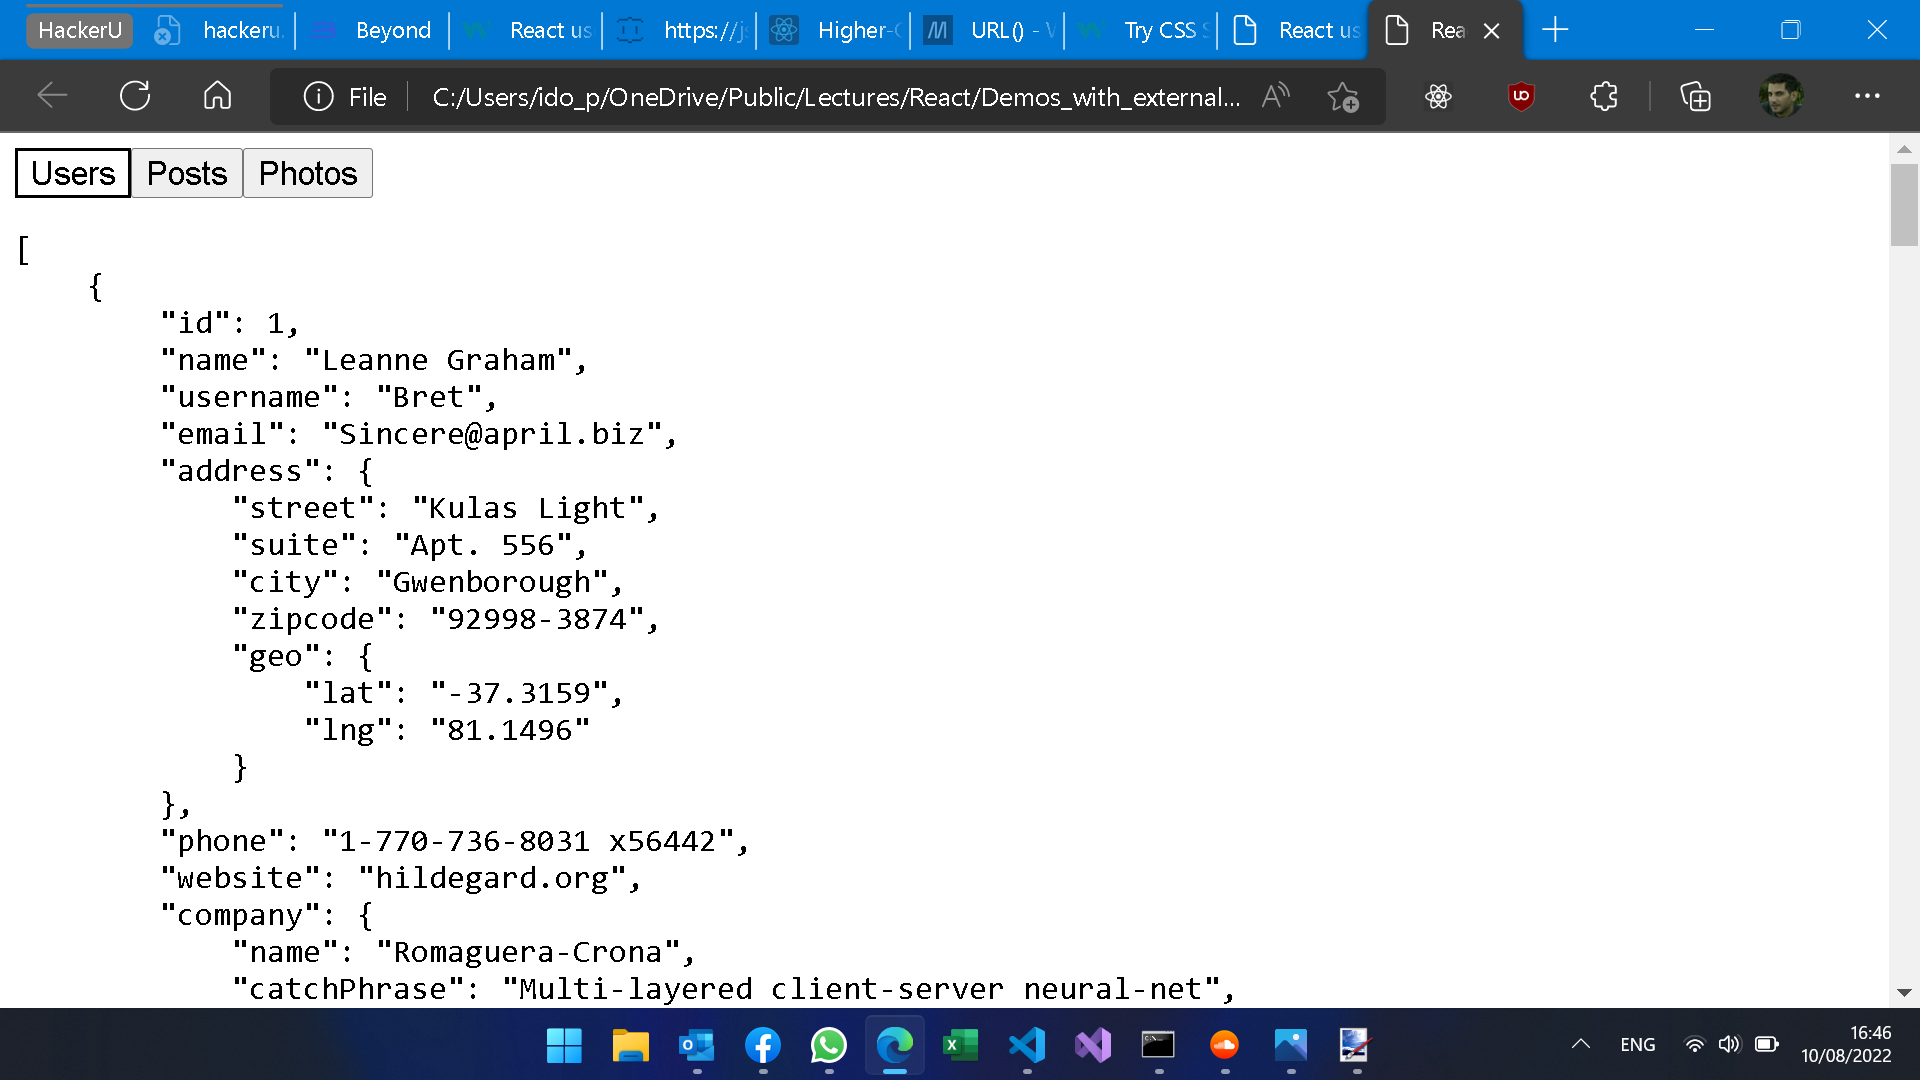 HackerU hackeru. Beyond React us https://js Higher- URL() - Try CSS React us Rea
File C:/Users/ido_p/OneDrive/Public/Lectures/React/Demos_with_external...
Users Posts Photos
[
{
"id": 1,
"name": "Leanne Graham",
"username": "Bret",
"email": "Sincere@april.biz",
"address": {
"street": "Kulas Light",
"suite": "Apt. 556",
"city": "Gwenborough",
"zipcode": "92998-3874",
"geo": {
"lat": "-37.3159",
"lng": "81.1496"
}
},
"phone": "1-770-736-8031 x56442",
"website": "hildegard.org",
"company": {
"name": "Romaguera-Crona",
"catchPhrase": "Multi-layered client-server neural-net",
ENG
16:46
10/08/2022